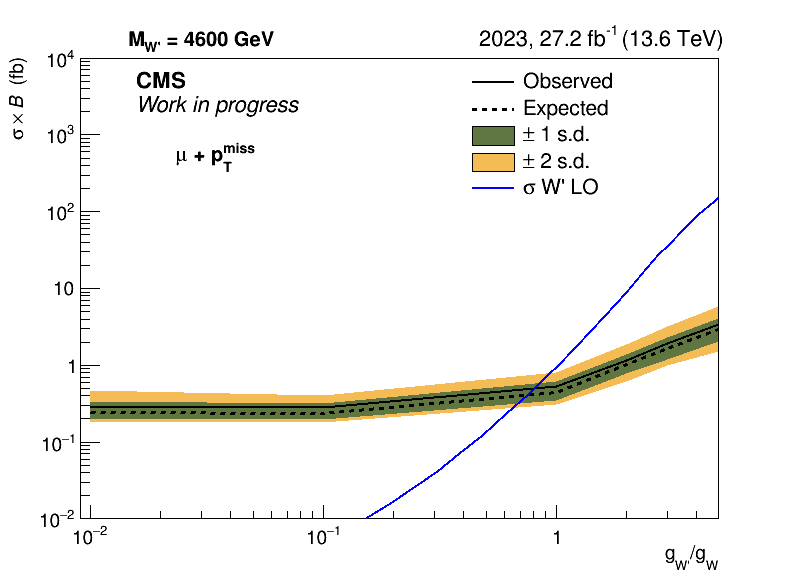 M_W' = 4600 GeV
2023, 27.2 fb⁻¹ (13.6 TeV)
CMS
Work in progress
μ + p_T^miss
Observed
Expected
± 1 s.d.
± 2 s.d.
σ W' LO
σ × B (fb)
10⁴
10³
10²
10
1
10⁻¹
10⁻²
10⁻²
10⁻¹
1
g_W'/g_W